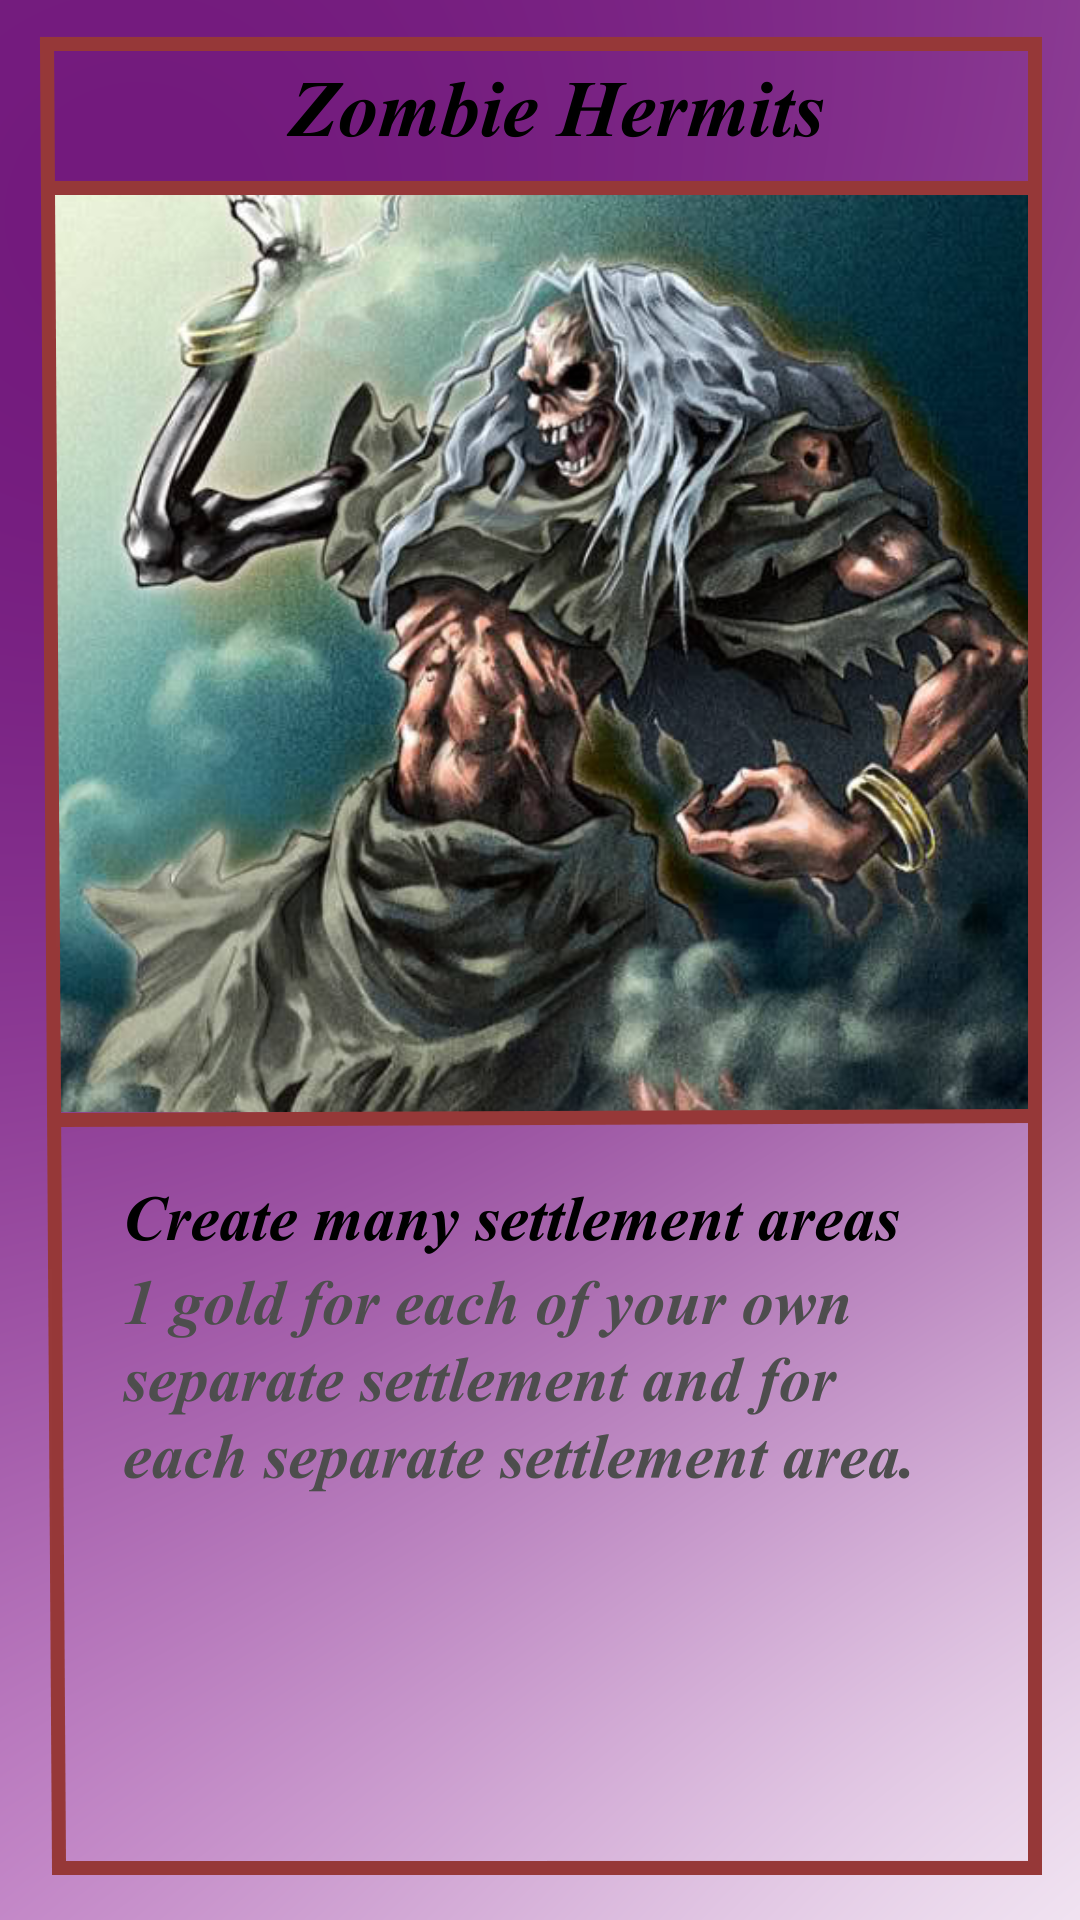 Zombie Hermits
Create many settlement areas
1 gold for each of your own
separate settlement and for
each separate settlement area.